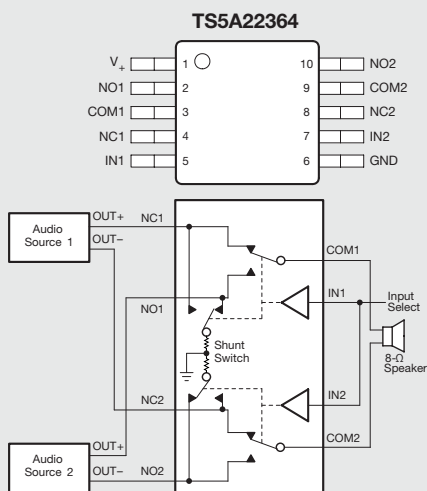 TS5A22364
V+ 1 10 NO2
NO1 2 9 COM2
COM1 3 8 NC2
NC1 4 7 IN2
IN1 5 6 GND
Audio
Source 1
OUT+ NC1
OUT−
COM1
NO1
IN1
Input
Select
Shunt
Switch
8-Ω
Speaker
NC2
IN2
OUT+
COM2
Audio
Source 2
OUT− NO2